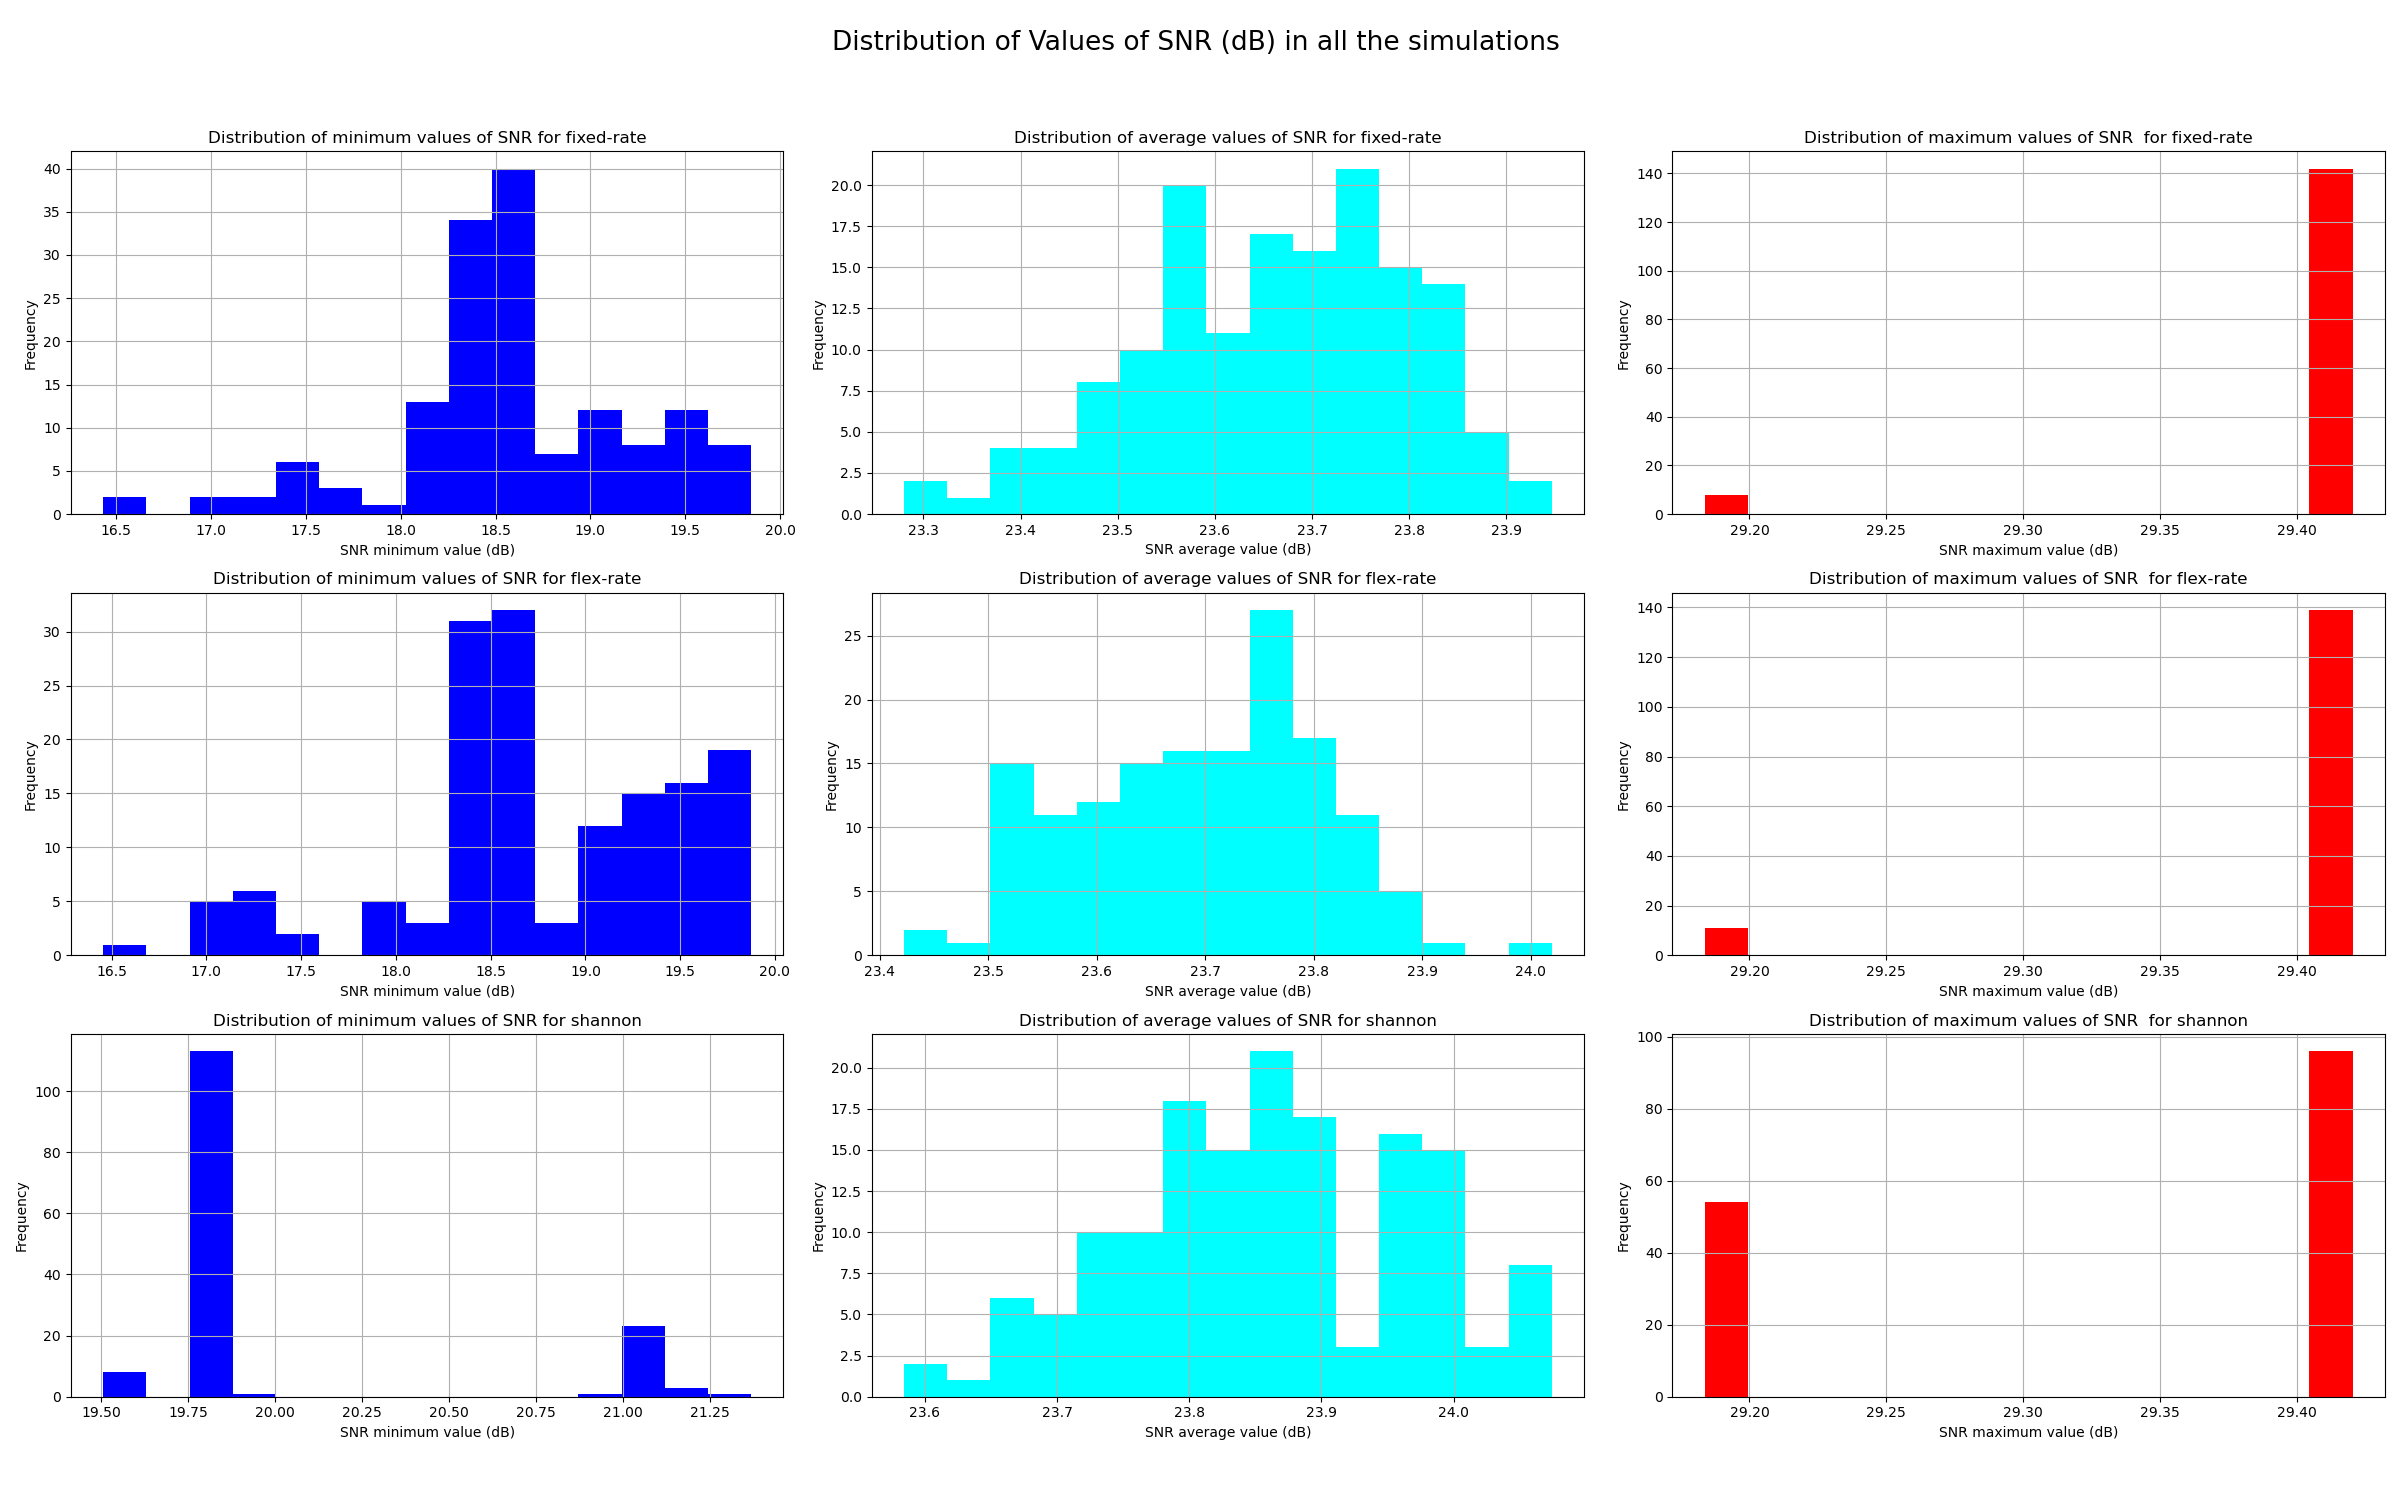 Distribution of Values of SNR (dB) in all the simulations
Distribution of minimum values of SNR for fixed-rate
Frequency
0 5 10 15 20 25 30 35 40
16.5 17.0 17.5 18.0 18.5 19.0 19.5 20.0
SNR minimum value (dB)
Distribution of average values of SNR for fixed-rate
Frequency
0.0 2.5 5.0 7.5 10.0 12.5 15.0 17.5 20.0
23.3 23.4 23.5 23.6 23.7 23.8 23.9
SNR average value (dB)
Distribution of maximum values of SNR  for fixed-rate
Frequency
0 20 40 60 80 100 120 140
29.20 29.25 29.30 29.35 29.40
SNR maximum value (dB)
Distribution of minimum values of SNR for flex-rate
Frequency
0 5 10 15 20 25 30
16.5 17.0 17.5 18.0 18.5 19.0 19.5 20.0
SNR minimum value (dB)
Distribution of average values of SNR for flex-rate
Frequency
0 5 10 15 20 25
23.4 23.5 23.6 23.7 23.8 23.9 24.0
SNR average value (dB)
Distribution of maximum values of SNR  for flex-rate
Frequency
0 20 40 60 80 100 120 140
29.20 29.25 29.30 29.35 29.40
SNR maximum value (dB)
Distribution of minimum values of SNR for shannon
Frequency
0 20 40 60 80 100
19.50 19.75 20.00 20.25 20.50 20.75 21.00 21.25
SNR minimum value (dB)
Distribution of average values of SNR for shannon
Frequency
0.0 2.5 5.0 7.5 10.0 12.5 15.0 17.5 20.0
23.6 23.7 23.8 23.9 24.0
SNR average value (dB)
Distribution of maximum values of SNR  for shannon
Frequency
0 20 40 60 80 100
29.20 29.25 29.30 29.35 29.40
SNR maximum value (dB)